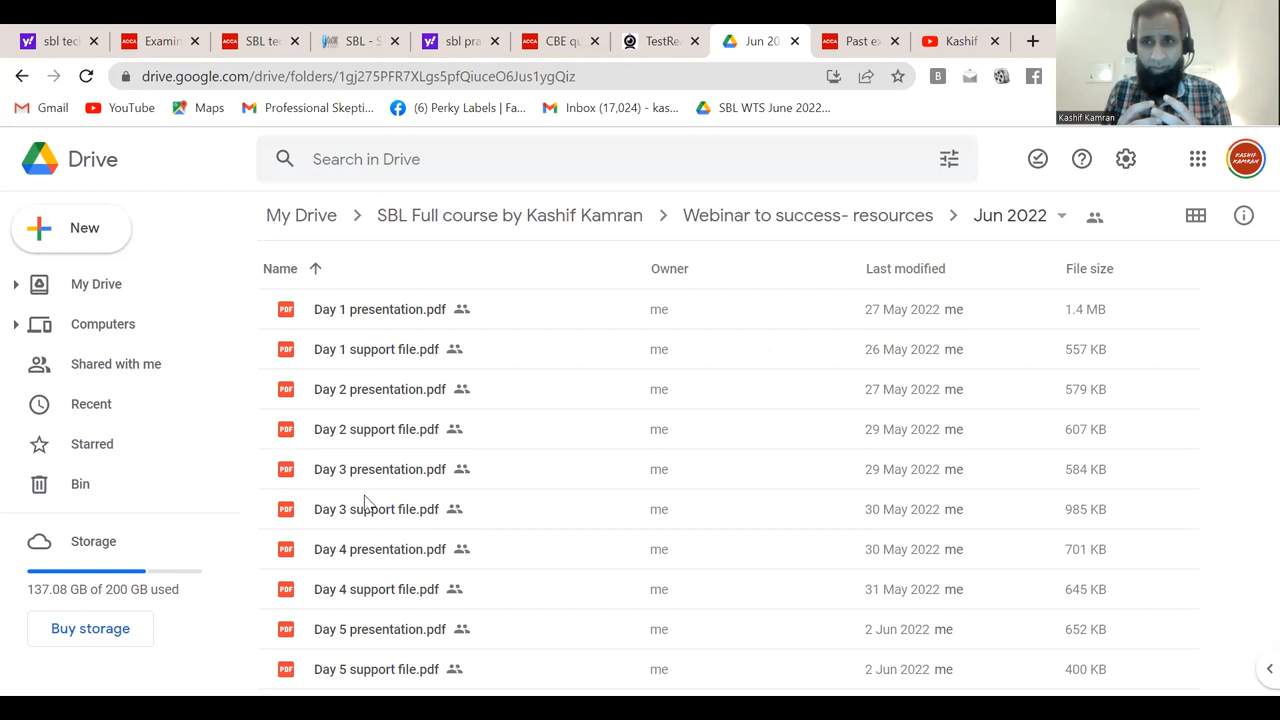 sbl tec
Examin
SBL te
SBL - S
sbl pra
CBE qu
TestRe
Jun 20
Past ex
Kashif
drive.google.com/drive/folders/1gj275PFR7XLgs5pfQiuceO6Jus1ygQiz
Gmail
YouTube
Maps
Professional Skepti...
(6) Perky Labels | Fa...
Inbox (17,024) - kas...
SBL WTS June 2022...
Kashif Kamran
Drive
Search in Drive
KASHIF KAMRAN
New
My Drive
Computers
Shared with me
Recent
Starred
Bin
Storage
137.08 GB of 200 GB used
Buy storage
My Drive > SBL Full course by Kashif Kamran > Webinar to success- resources > Jun 2022
Name Owner Last modified File size
Day 1 presentation.pdf me 27 May 2022 me 1.4 MB
Day 1 support file.pdf me 26 May 2022 me 557 KB
Day 2 presentation.pdf me 27 May 2022 me 579 KB
Day 2 support file.pdf me 29 May 2022 me 607 KB
Day 3 presentation.pdf me 29 May 2022 me 584 KB
Day 3 support file.pdf me 30 May 2022 me 985 KB
Day 4 presentation.pdf me 30 May 2022 me 701 KB
Day 4 support file.pdf me 31 May 2022 me 645 KB
Day 5 presentation.pdf me 2 Jun 2022 me 652 KB
Day 5 support file.pdf me 2 Jun 2022 me 400 KB